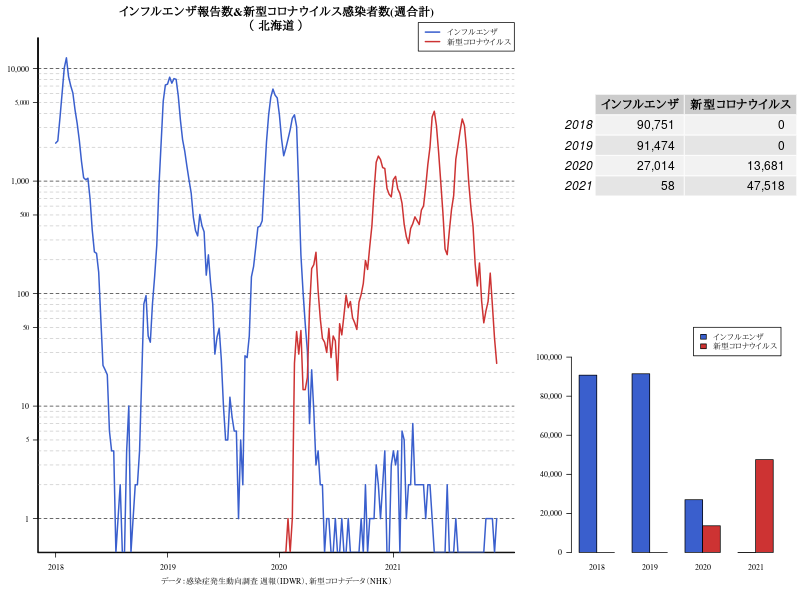 インフルエンザ報告数&新型コロナウイルス感染者数(週合計)
( 北海道 )
インフルエンザ
新型コロナウイルス
10,000
5,000
1,000
500
100
50
10
5
1
2018
2019
2020
2021
データ:感染症発生動向調査 週報(IDWR)、新型コロナデータ(NHK)
インフルエンザ 新型コロナウイルス
2018 90,751 0
2019 91,474 0
2020 27,014 13,681
2021 58 47,518
インフルエンザ
新型コロナウイルス
100,000
80,000
60,000
40,000
20,000
0
2018
2019
2020
2021